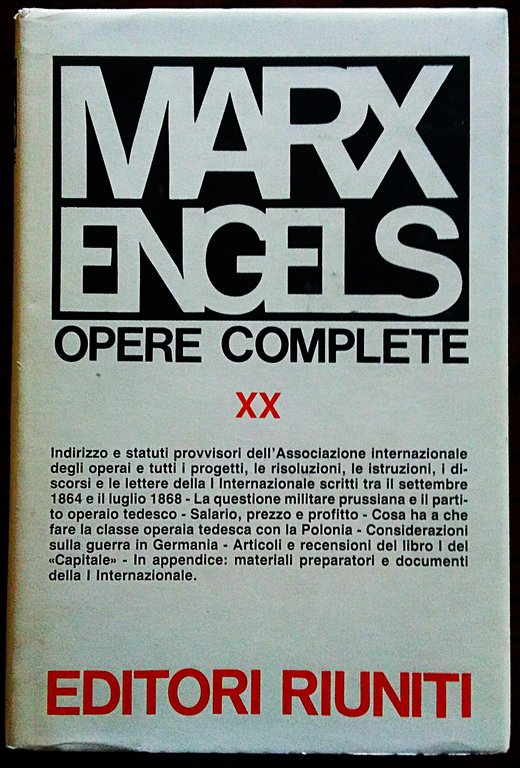 MARX
ENGELS
OPERE COMPLETE
XX
Indirizzo e statuti provvisori dell'Associazione internazionale
degli operai e tutti i progetti, le risoluzioni, le istruzioni, i di-
scorsi e le lettere della I Internazionale scritti tra il settembre
1864 e il luglio 1868 - La questione militare prussiana e il parti-
to operaio tedesco - Salario, prezzo e profitto - Cosa ha a che
fare la classe operaia tedesca con la Polonia - Considerazioni
sulla guerra in Germania - Articoli e recensioni del libro I del
«Capitale» - In appendice: materiali preparatori e documenti
della I Internazionale.
EDITORI RIUNITI